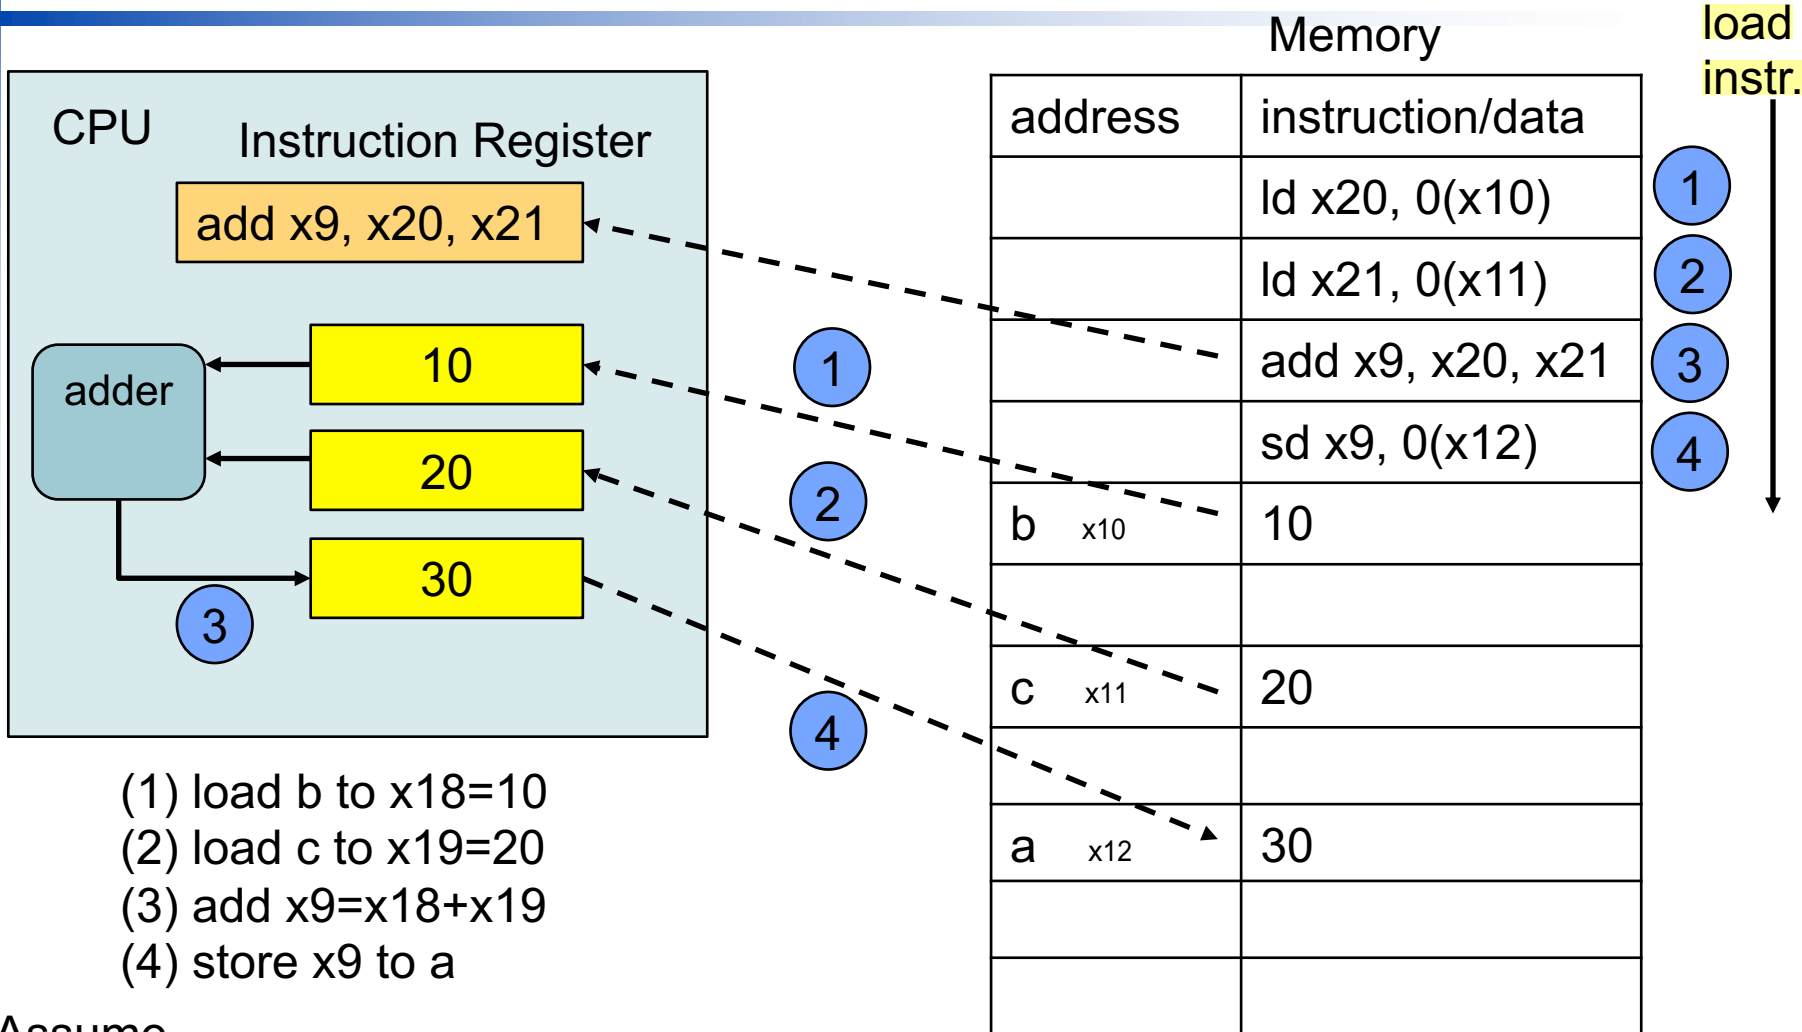 Memory
load
instr.
CPU
Instruction Register
add x9, x20, x21
adder
10
20
30
3
1
2
4
address instruction/data
ld x20, 0(x10) 1
ld x21, 0(x11) 2
add x9, x20, x21 3
sd x9, 0(x12) 4
b x10 10
c x11 20
a x12 30
(1) load b to x18=10
(2) load c to x19=20
(3) add x9=x18+x19
(4) store x9 to a
Assume